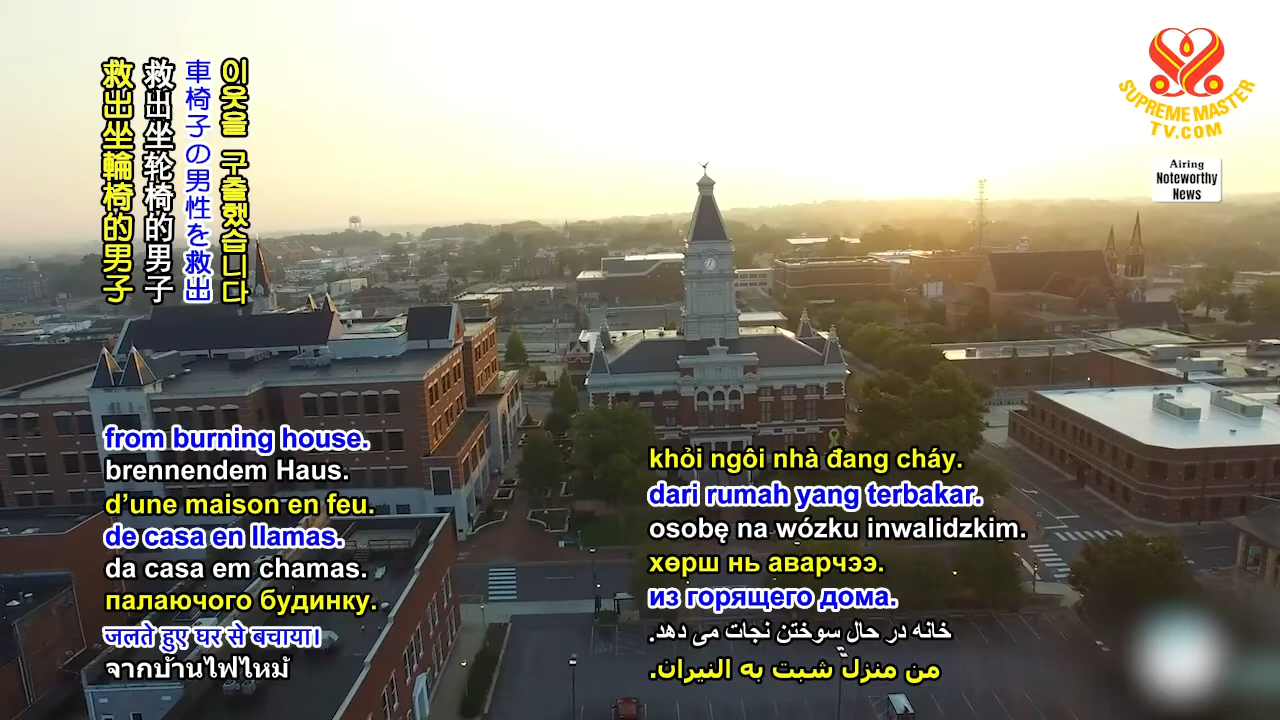 救出坐輪椅的男子
救出坐轮椅的男子
車椅子の男性を救出
이웃을 구출했습니다
SUPREME MASTER
TV.COM
Airing
Noteworthy
News
from burning house.
brennendem Haus.
d’une maison en feu.
de casa en llamas.
da casa em chamas.
палаючого будинку.
जलते हुए घर से बचाया।
จากบ้านไฟไหม้
khỏi ngôi nhà đang cháy.
dari rumah yang terbakar.
osobę na wózku inwalidzkim.
хөрш нь аварчээ.
из горящего дома.
خانه در حال سوختن نجات می دهد.
من منزل شبت به النيران.